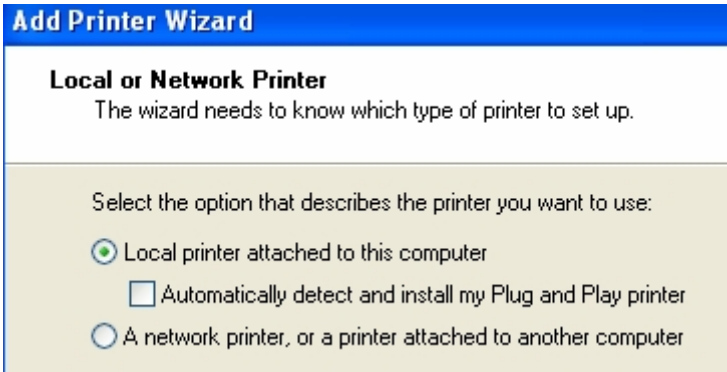 Add Printer Wizard
Local or Network Printer
The wizard needs to know which type of printer to set up.
Select the option that describes the printer you want to use:
Local printer attached to this computer
Automatically detect and install my Plug and Play printer
A network printer, or a printer attached to another computer